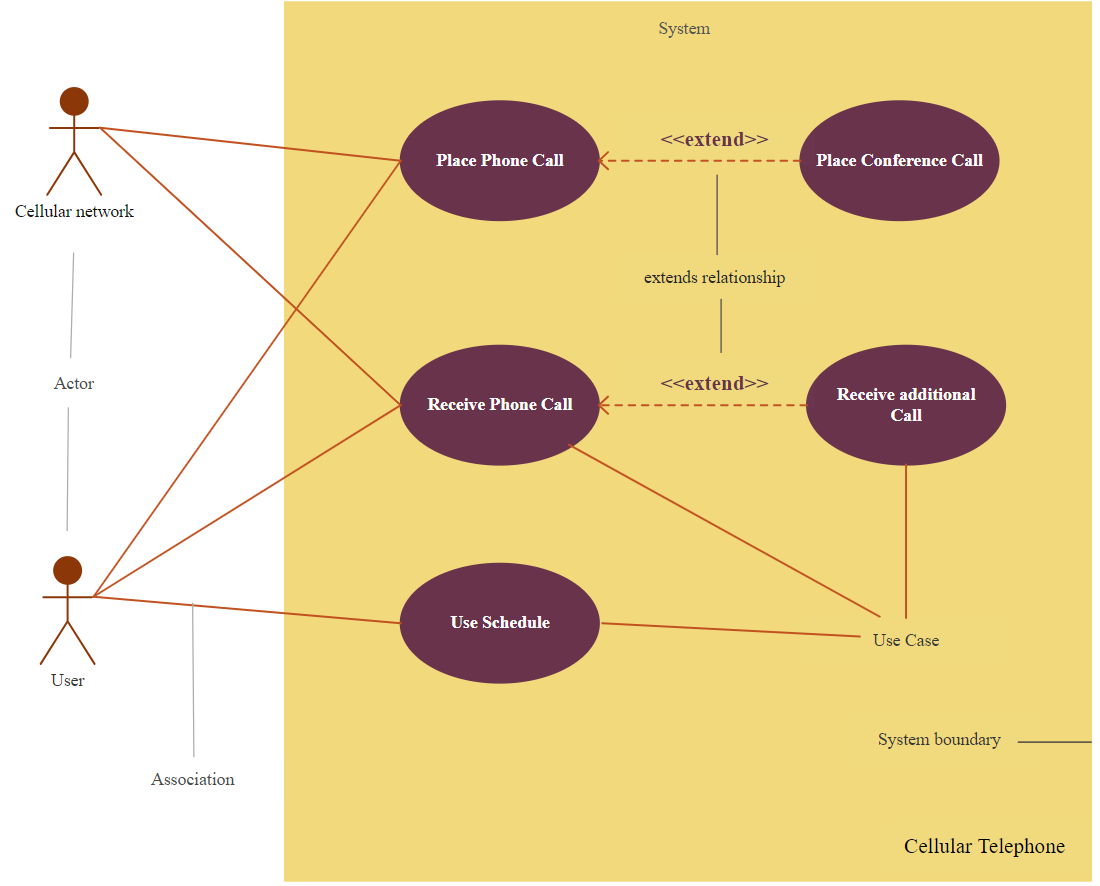 System
<<extend>>
Place Phone Call
Place Conference Call
Cellular network
extends relationship
Actor
<<extend>>
Receive Phone Call
Receive additional
Call
Use Schedule
Use Case
User
System boundary
Association
Cellular Telephone